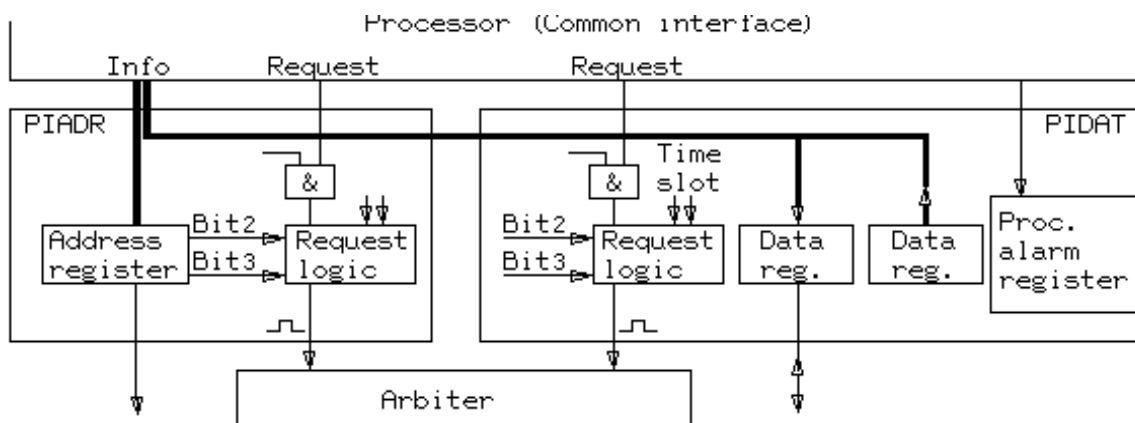 Processor (Common interface)
Info Request Request
PIADR PIDAT
Time
& & slot
Bit2 Bit2
Address Request Request Data Data Proc.
register logic logic reg. reg. alarm
Bit3 Bit3 register
Arbiter